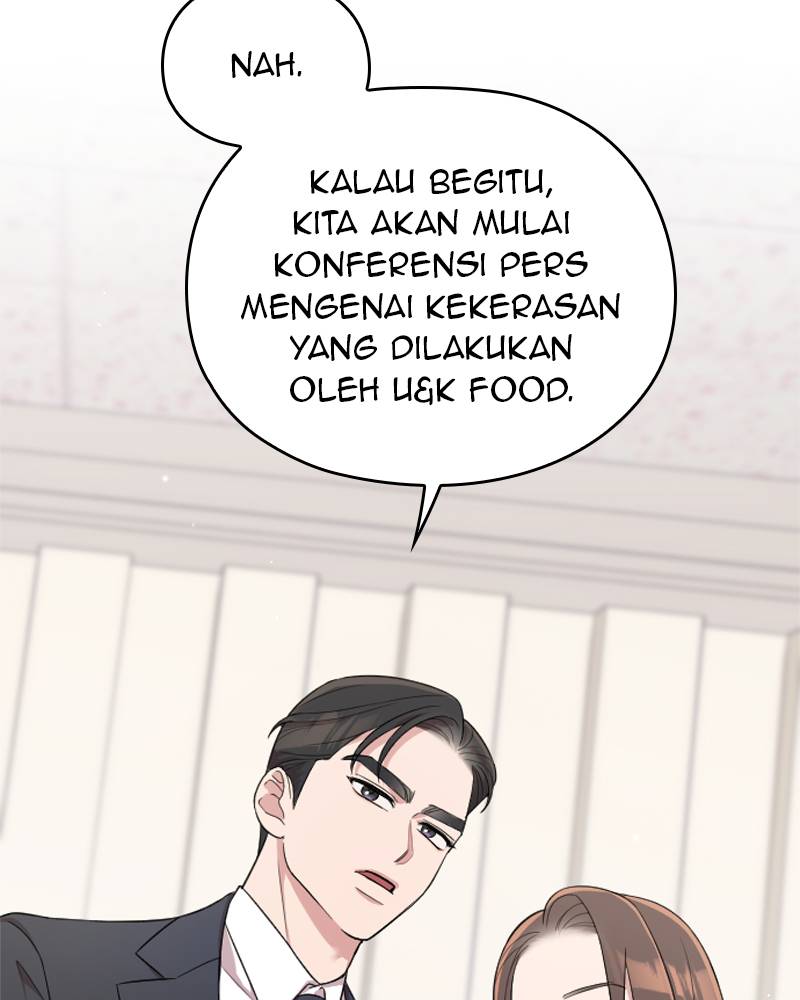 NAH.
KALAU BEGITU,
KITA AKAN MULAI
KONFERENSI PERS
MENGENAI KEKERASAN
YANG DILAKUKAN
OLEH U&K FOOD.